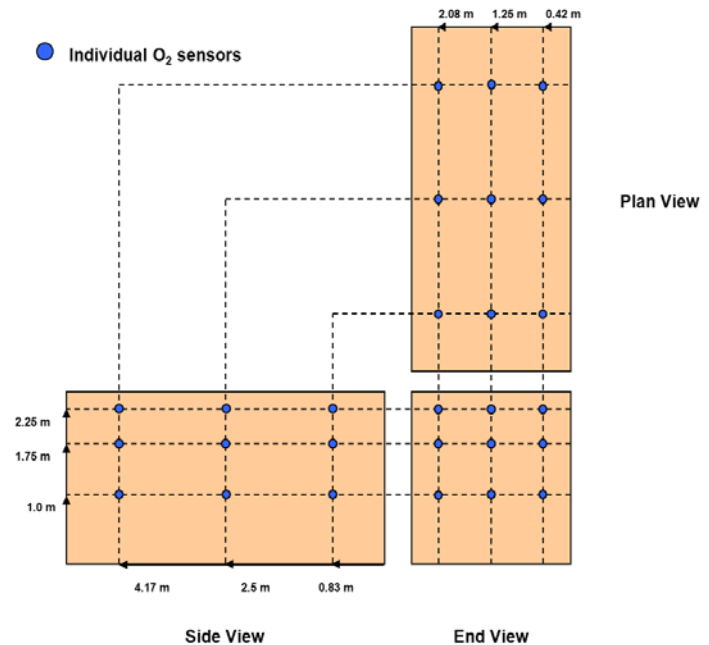 2.08 m 1.25 m 0.42 m
Individual O₂ sensors
Plan View
2.25 m
1.75 m
1.0 m
4.17 m 2.5 m 0.83 m
Side View End View